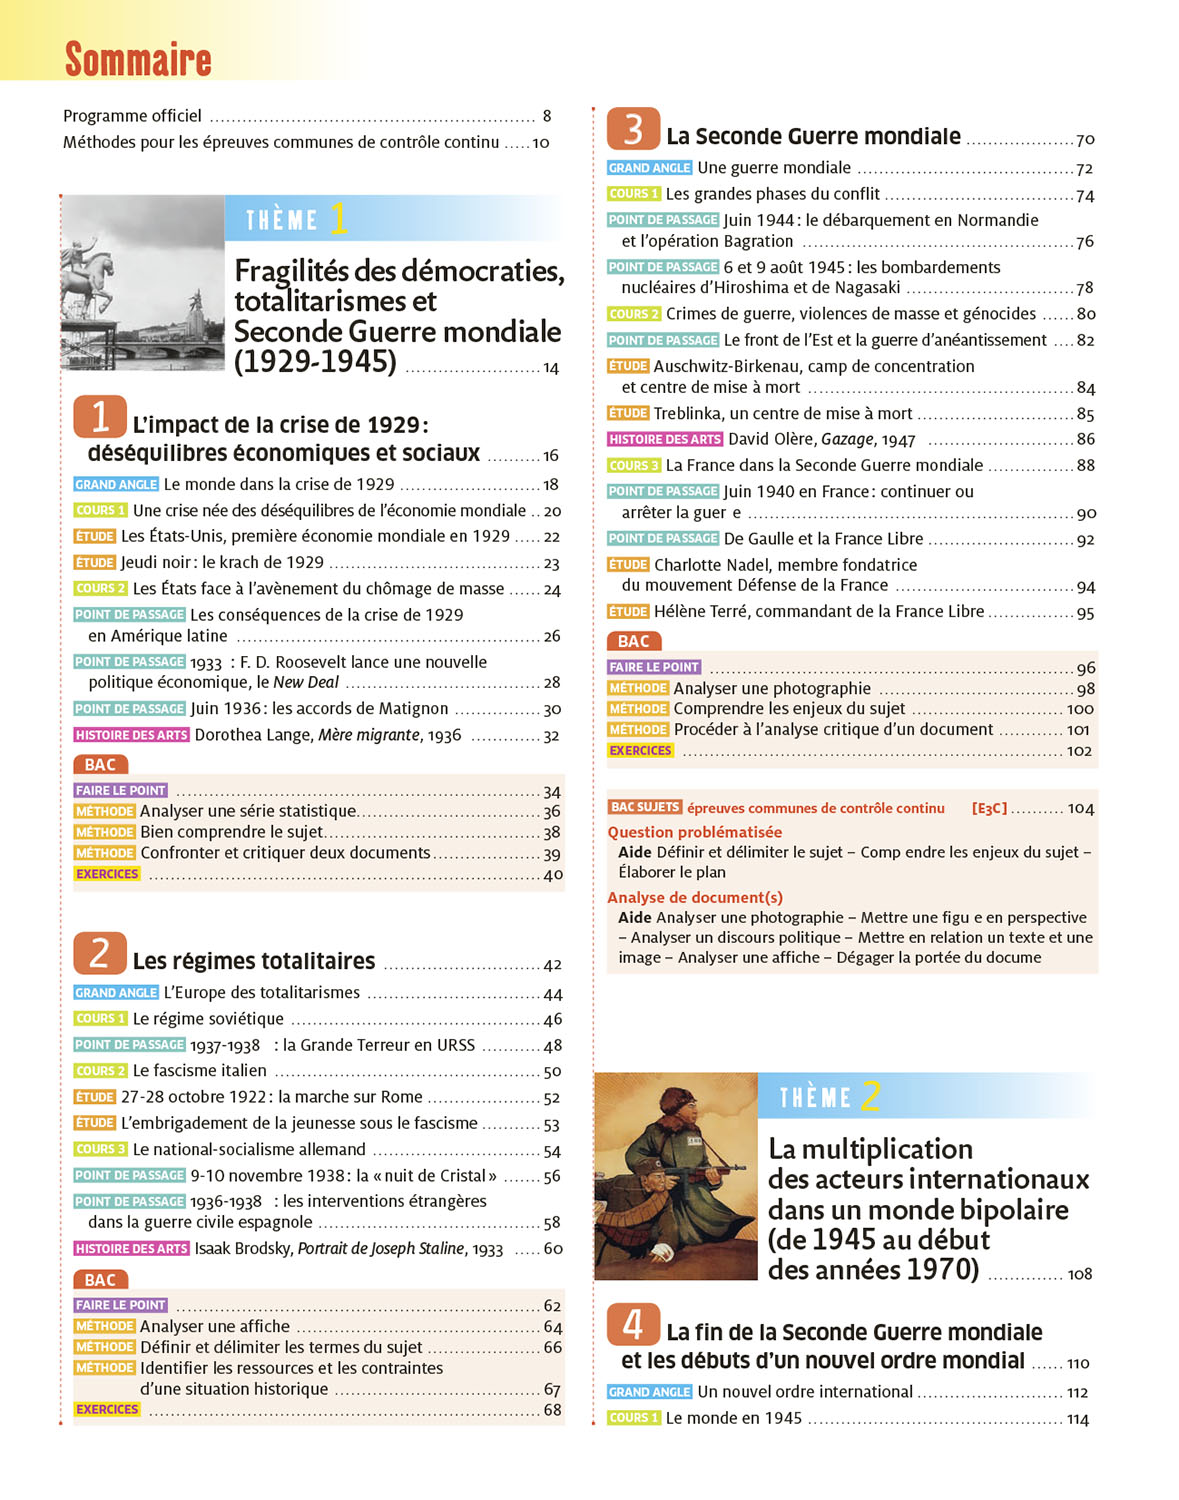 Sommaire
Programme officiel ........ 8
Méthodes pour les épreuves communes de contrôle continu ..... 10
THÈME 1
Fragilités des démocraties,
totalitarismes et
Seconde Guerre mondiale
(1929-1945) ........ 14
1 L'impact de la crise de 1929 :
déséquilibres économiques et sociaux ........ 16
GRAND ANGLE Le monde dans la crise de 1929 ........ 18
COURS 1 Une crise née des déséquilibres de l'économie mondiale .. 20
ÉTUDE Les États-Unis, première économie mondiale en 1929 ..... 22
ÉTUDE Jeudi noir : le krach de 1929 ........ 23
COURS 2 Les États face à l'avènement du chômage de masse ...... 24
POINT DE PASSAGE Les conséquences de la crise de 1929
en Amérique latine ........ 26
POINT DE PASSAGE 1933 : F. D. Roosevelt lance une nouvelle
politique économique, le New Deal ........ 28
POINT DE PASSAGE Juin 1936 : les accords de Matignon ........ 30
HISTOIRE DES ARTS Dorothea Lange, Mère migrante, 1936 ........ 32
BAC
FAIRE LE POINT ........ 34
MÉTHODE Analyser une série statistique ........ 36
MÉTHODE Bien comprendre le sujet ........ 38
MÉTHODE Confronter et critiquer deux documents ........ 39
EXERCICES ........ 40
2 Les régimes totalitaires ........ 42
GRAND ANGLE L'Europe des totalitarismes ........ 44
COURS 1 Le régime soviétique ........ 46
POINT DE PASSAGE 1937-1938 : la Grande Terreur en URSS ........ 48
COURS 2 Le fascisme italien ........ 50
ÉTUDE 27-28 octobre 1922 : la marche sur Rome ........ 52
ÉTUDE L'embrigadement de la jeunesse sous le fascisme ........ 53
COURS 3 Le national-socialisme allemand ........ 54
POINT DE PASSAGE 9-10 novembre 1938 : la « nuit de Cristal » ....... 56
POINT DE PASSAGE 1936-1938 : les interventions étrangères
dans la guerre civile espagnole ........ 58
HISTOIRE DES ARTS Isaak Brodsky, Portrait de Joseph Staline, 1933 ..... 60
BAC
FAIRE LE POINT ........ 62
MÉTHODE Analyser une affiche ........ 64
MÉTHODE Définir et délimiter les termes du sujet ........ 66
MÉTHODE Identifier les ressources et les contraintes
d'une situation historique ........ 67
EXERCICES ........ 68
3 La Seconde Guerre mondiale ........ 70
GRAND ANGLE Une guerre mondiale ........ 72
COURS 1 Les grandes phases du conflit ........ 74
POINT DE PASSAGE Juin 1944 : le débarquement en Normandie
et l'opération Bagration ........ 76
POINT DE PASSAGE 6 et 9 août 1945 : les bombardements
nucléaires d'Hiroshima et de Nagasaki ........ 78
COURS 2 Crimes de guerre, violences de masse et génocides ...... 80
POINT DE PASSAGE Le front de l'Est et la guerre d'anéantissement .... 82
ÉTUDE Auschwitz-Birkenau, camp de concentration
et centre de mise à mort ........ 84
ÉTUDE Treblinka, un centre de mise à mort ........ 85
HISTOIRE DES ARTS David Olère, Gazage, 1947 ........ 86
COURS 3 La France dans la Seconde Guerre mondiale ........ 88
POINT DE PASSAGE Juin 1940 en France : continuer ou
arrêter la guer e ........ 90
POINT DE PASSAGE De Gaulle et la France Libre ........ 92
ÉTUDE Charlotte Nadel, membre fondatrice
du mouvement Défense de la France ........ 94
ÉTUDE Hélène Terré, commandant de la France Libre ........ 95
BAC
FAIRE LE POINT ........ 96
MÉTHODE Analyser une photographie ........ 98
MÉTHODE Comprendre les enjeux du sujet ........ 100
MÉTHODE Procéder à l'analyse critique d'un document ........ 101
EXERCICES ........ 102
BAC SUJETS épreuves communes de contrôle continu [E3C] ........ 104
Question problématisée
Aide Définir et délimiter le sujet – Comp endre les enjeux du sujet –
Élaborer le plan
Analyse de document(s)
Aide Analyser une photographie – Mettre une figu e en perspective
– Analyser un discours politique – Mettre en relation un texte et une
image – Analyser une affiche – Dégager la portée du docume
THÈME 2
La multiplication
des acteurs internationaux
dans un monde bipolaire
(de 1945 au début
des années 1970) ........ 108
4 La fin de la Seconde Guerre mondiale
et les débuts d'un nouvel ordre mondial ...... 110
GRAND ANGLE Un nouvel ordre international ........ 112
COURS 1 Le monde en 1945 ........ 114